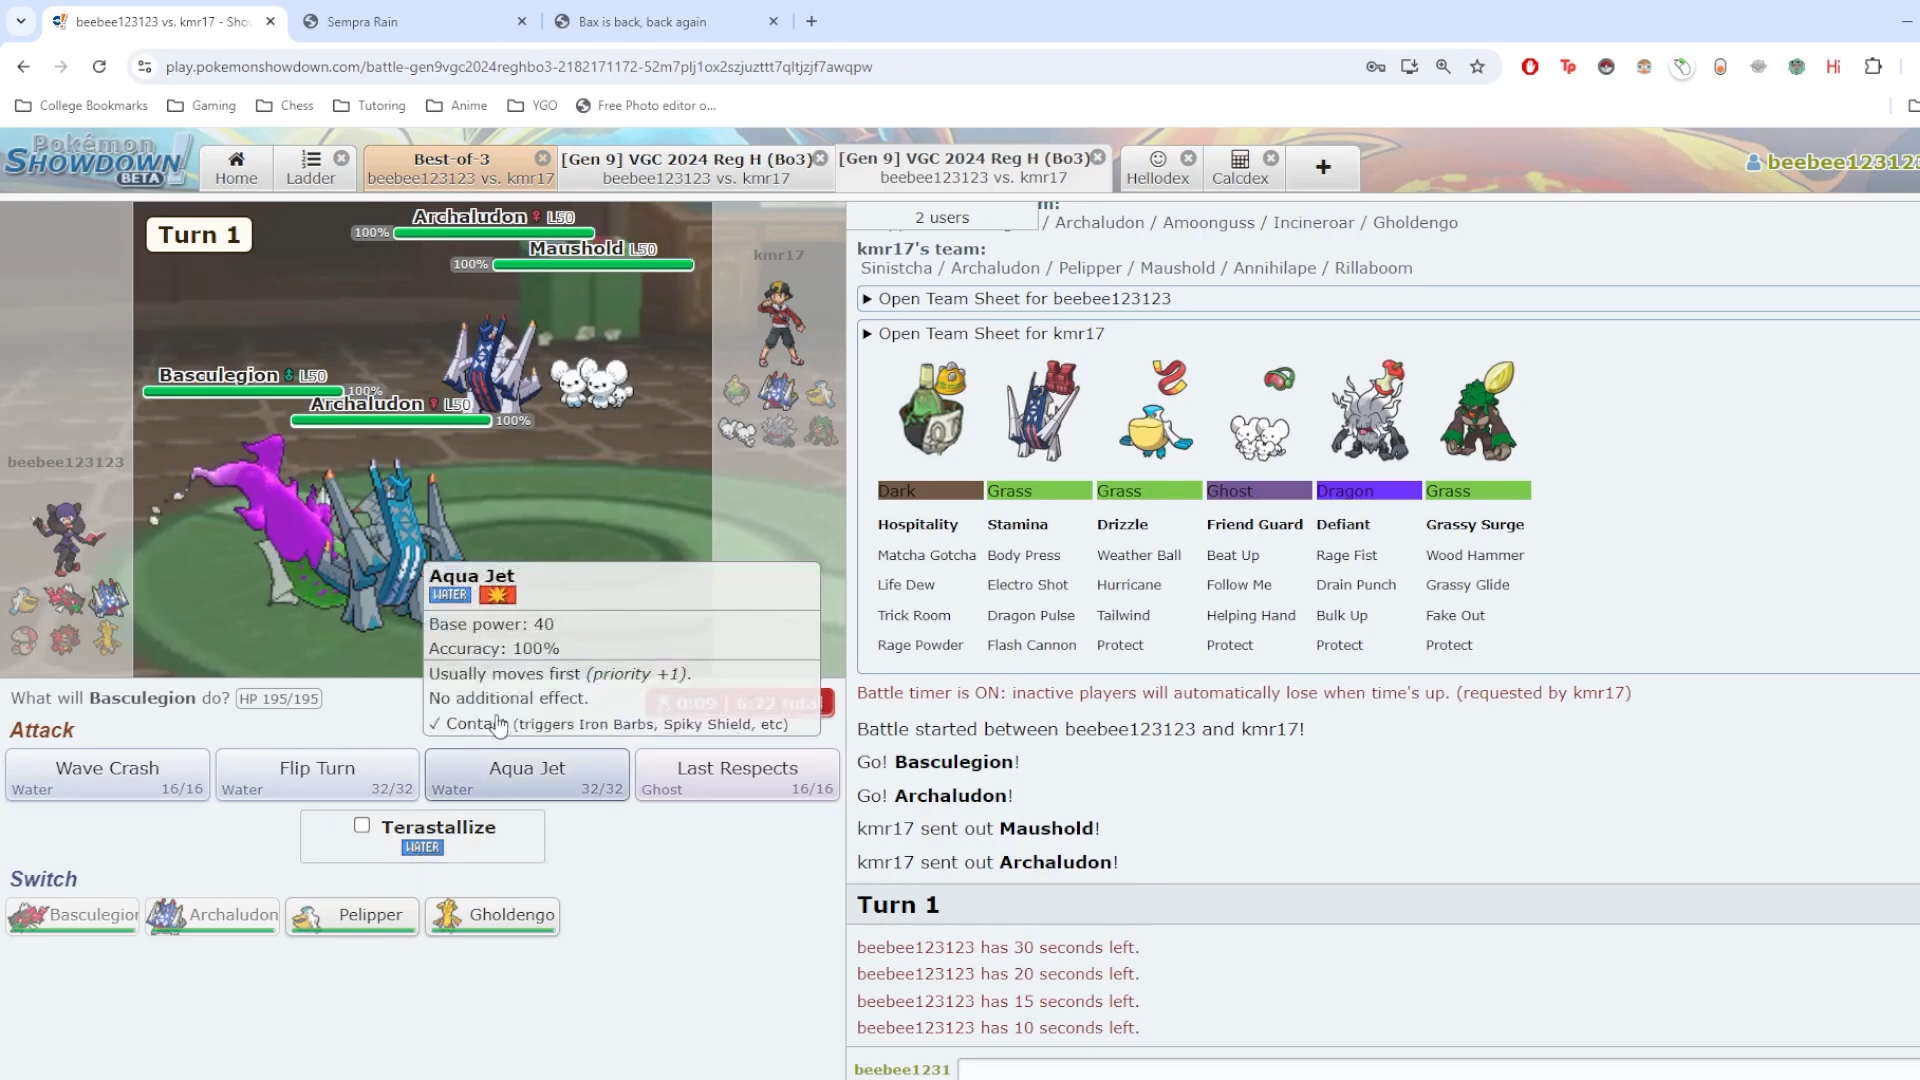 beebee123123 vs. kmr17 - Sho
Sempra Rain
Bax is back, back again
play.pokemonshowdown.com/battle-gen9vgc2024reghbo3-2182171172-52m7plj1ox2szjuzttt7qltjzjf7awqpw
College Bookmarks
Gaming
Chess
Tutoring
Anime
YGO
Free Photo editor o...
Pokémon
SHOWDOWN!
BETA
Home
Ladder
Best-of-3
beebee123123 vs. kmr17
[Gen 9] VGC 2024 Reg H (Bo3)
beebee123123 vs. kmr17
[Gen 9] VGC 2024 Reg H (Bo3)
beebee123123 vs. kmr17
Hellodex
Calcdex
beebee123123
Turn 1
Archaludon L50
100%
Maushold L50
100%
kmr17
Basculegion L50
100%
Archaludon L50
100%
beebee123123
Aqua Jet
WATER
Base power: 40
Accuracy: 100%
Usually moves first (priority +1).
No additional effect.
✓ Contact (triggers Iron Barbs, Spiky Shield, etc)
0:09 | 6:22 total
What will Basculegion do? HP 195/195
Attack
Wave Crash
Water 16/16
Flip Turn
Water 32/32
Aqua Jet
Water 32/32
Last Respects
Ghost 16/16
Terastallize
WATER
Switch
Basculegion
Archaludon
Pelipper
Gholdengo
2 users
m:
/ Archaludon / Amoonguss / Incineroar / Gholdengo
kmr17's team:
Sinistcha / Archaludon / Pelipper / Maushold / Annihilape / Rillaboom
Open Team Sheet for beebee123123
Open Team Sheet for kmr17
Dark Grass Grass Ghost Dragon Grass
Hospitality Stamina Drizzle Friend Guard Defiant Grassy Surge
Matcha Gotcha Body Press Weather Ball Beat Up Rage Fist Wood Hammer
Life Dew Electro Shot Hurricane Follow Me Drain Punch Grassy Glide
Trick Room Dragon Pulse Tailwind Helping Hand Bulk Up Fake Out
Rage Powder Flash Cannon Protect Protect Protect Protect
Battle timer is ON: inactive players will automatically lose when time's up. (requested by kmr17)
Battle started between beebee123123 and kmr17!
Go! Basculegion!
Go! Archaludon!
kmr17 sent out Maushold!
kmr17 sent out Archaludon!
Turn 1
beebee123123 has 30 seconds left.
beebee123123 has 20 seconds left.
beebee123123 has 15 seconds left.
beebee123123 has 10 seconds left.
beebee1231